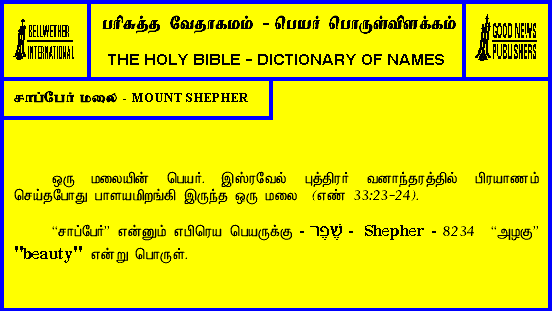 BELLWETHER
INTERNATIONAL
பரிசுத்த வேதாகமம் - பெயர் பொருள்விளக்கம்
THE HOLY BIBLE - DICTIONARY OF NAMES
GOOD NEWS
PUBLISHERS
சாப்பேர் மலை - MOUNT SHEPHER
ஒரு மலையின் பெயர். இஸ்ரவேல் புத்திரர் வனாந்தரத்தில் பிரயாணம்
செய்தபோது பாளயமிறங்கி இருந்த ஒரு மலை (எண் 33:23-24).
“சாப்பேர்” என்னும் எபிரெய பெயருக்கு - שֶׁפֶר - Shepher - 8234 “அழகு”
"beauty" என்று பொருள்.